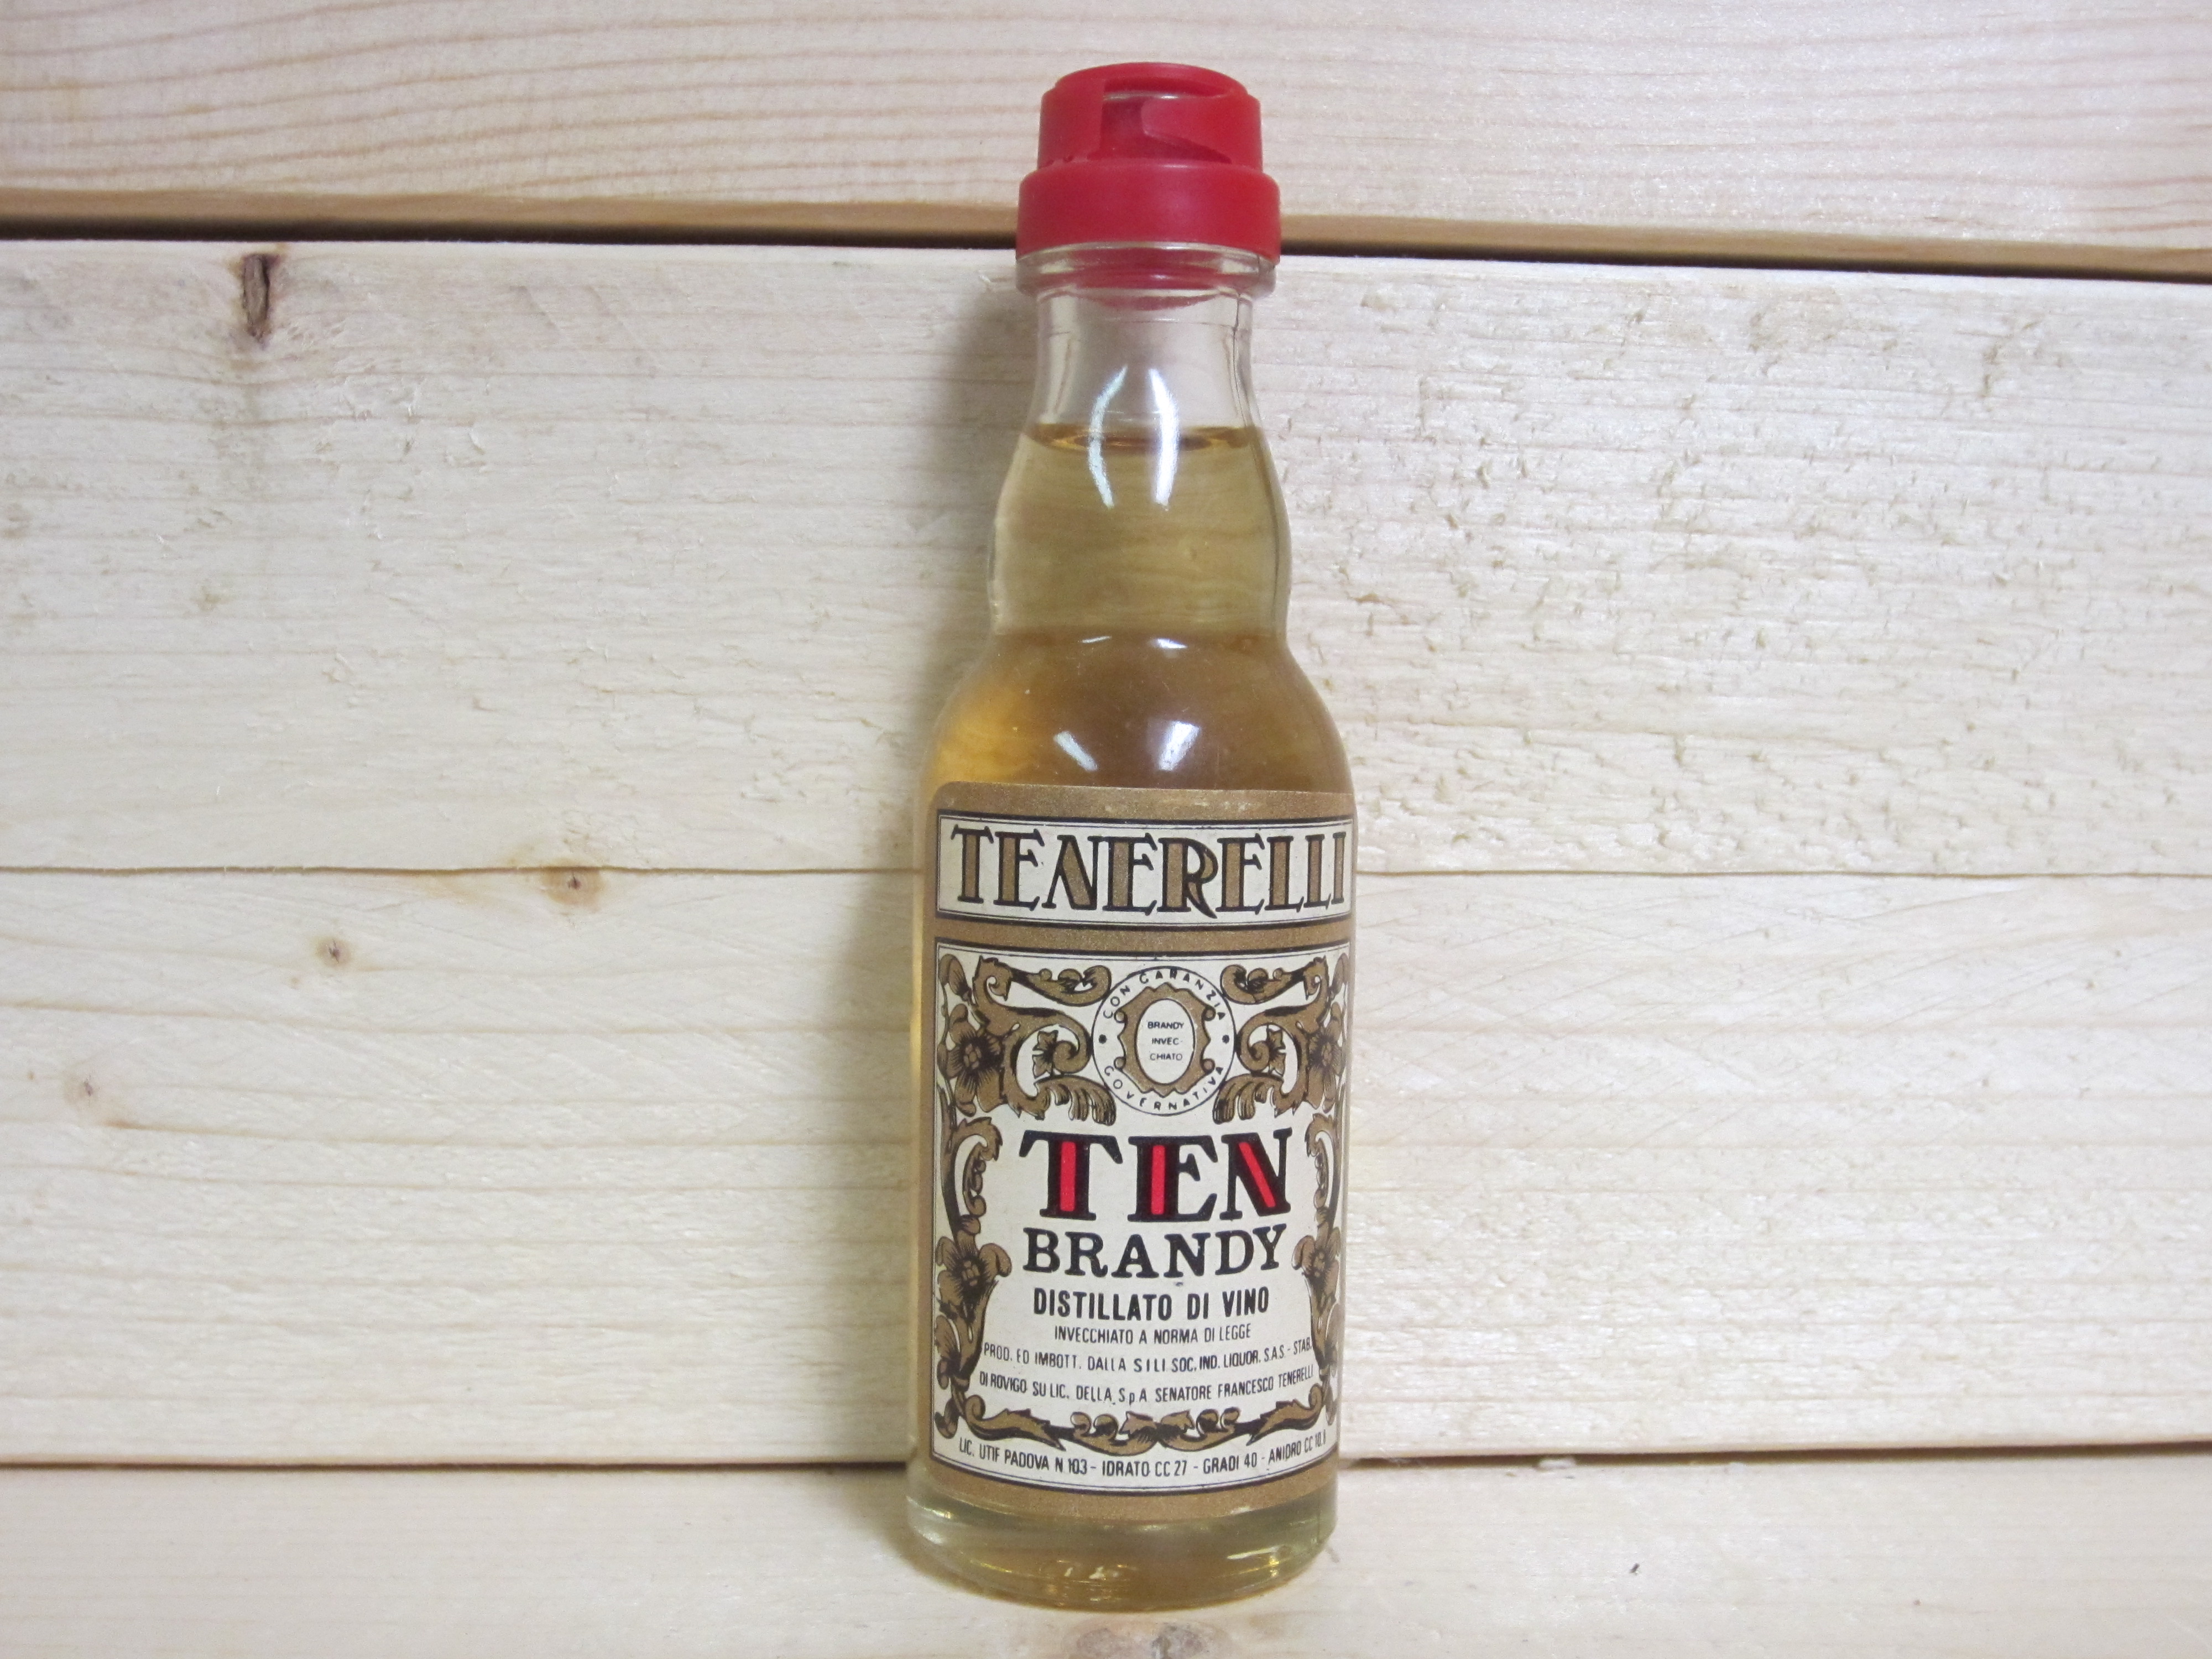 TENERELLI
CON GARANZIA
BRANDY
INVEC-
CHIATO
GOVERNATIVA
TEN
BRANDY
DISTILLATO DI VINO
INVECCHIATO A NORMA DI LEGGE
PROD. ED IMBOTT. DALLA SILI SOC. IND. LIQUOR. S.A.S - STAB.
DI ROVIGO SU LIC. DELLA S.p.A. SENATORE FRANCESCO TENERELLI
LIC. UTIF PADOVA N 103 - IDRATO CC 27 - GRADI 40 - ANIDRO CC